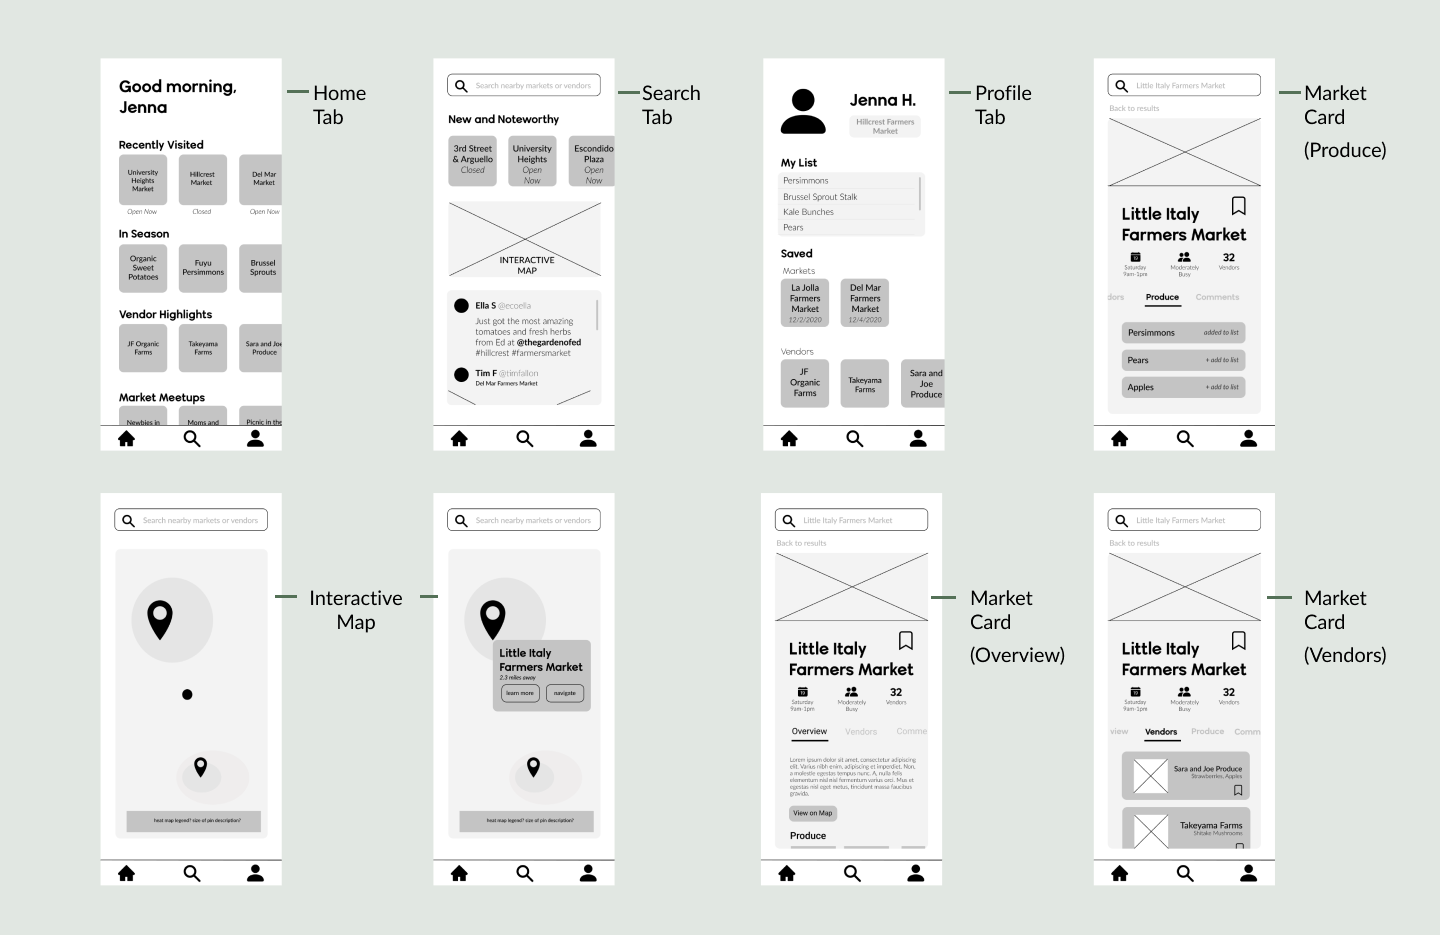 Good morning,
Jenna
Recently Visited
University
Heights
Market
Hillcrest
Market
Del Mar
Market
Open Now
Closed
Open Now
In Season
Organic
Sweet
Potatoes
Fuyu
Persimmons
Brussel
Sprouts
Vendor Highlights
JF Organic
Farms
Takeyama
Farms
Sara and Joe
Produce
Market Meetups
Newbies in
Moms and
Picnic in the
Home
Tab
Search nearby markets or vendors
New and Noteworthy
3rd Street
& Arguello
Closed
University
Heights
Open
Now
Escondido
Plaza
Open
Now
INTERACTIVE
MAP
Ella S @ecoella
Just got the most amazing
tomatoes and fresh herbs
from Ed at @thegardenofed
#hillcrest #farmersmarket
Tim F @timfallon
Del Mar Farmers Market
Search
Tab
Jenna H.
Hillcrest Farmers
Market
My List
Persimmons
Brussel Sprout Stalk
Kale Bunches
Pears
Saved
Markets
La Jolla
Farmers
Market
12/2/2020
Del Mar
Farmers
Market
12/4/2020
Vendors
JF
Organic
Farms
Takeyama
Farms
Sara and
Joe
Produce
Profile
Tab
Little Italy Farmers Market
Back to results
Little Italy
Farmers Market
19
Saturday
9am-1pm
Moderately
Busy
32
Vendors
dors
Produce
Comments
Persimmons
added to list
Pears
+ add to list
Apples
+ add to list
Market
Card
(Produce)
Search nearby markets or vendors
heat map legend? size of pin description?
Interactive
Map
Search nearby markets or vendors
Little Italy
Farmers Market
2.3 miles away
learn more
navigate
heat map legend? size of pin description?
Little Italy Farmers Market
Back to results
Little Italy
Farmers Market
19
Saturday
9am-1pm
Moderately
Busy
32
Vendors
Overview
Vendors
Comme
Lorem ipsum dolor sit amet, consectetur adipiscing
elit. Varius nibh enim, adipiscing et imperdiet. Non,
a molestie egestas tempus nunc. A, nulla felis
elementum nisl nisl fermentum varius orci. Mus et
egestas nisl eget metus, tincidunt massa faucibus
gravida.
View on Map
Produce
Market
Card
(Overview)
Little Italy Farmers Market
Back to results
Little Italy
Farmers Market
19
Saturday
9am-1pm
Moderately
Busy
32
Vendors
view
Vendors
Produce
Comm
Sara and Joe Produce
Strawberries, Apples
Takeyama Farms
Shitake Mushrooms
Market
Card
(Vendors)